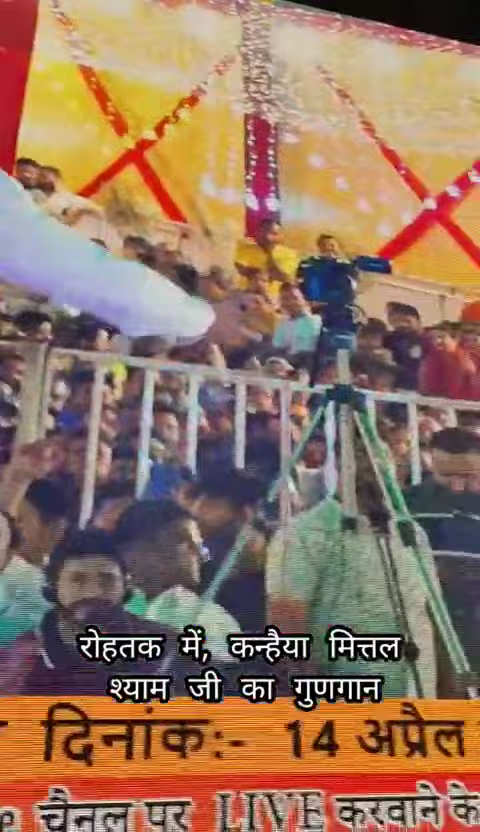 रोहतक में, कन्हैया मित्तल
श्याम जी का गुणगान
दिनांक:- 14 अप्रैल
चैनल पर LIVE करवाने के